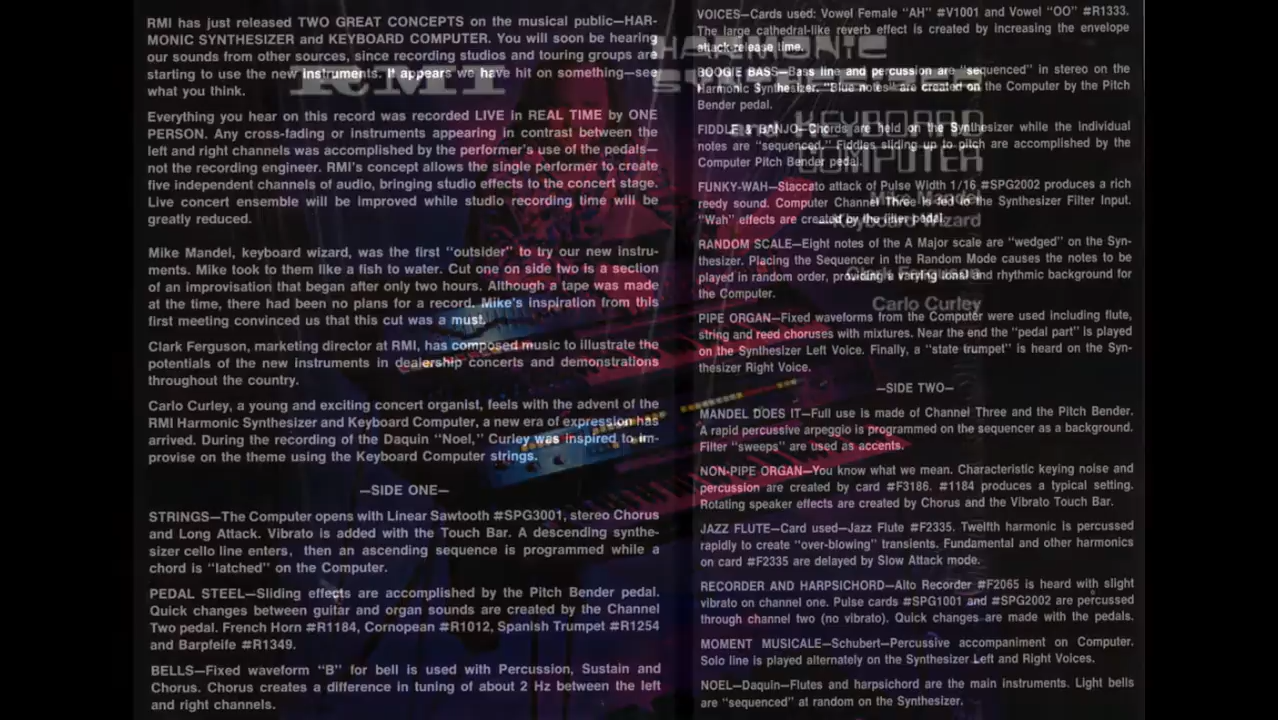 RMI has just released TWO GREAT CONCEPTS on the musical public—HAR-
MONIC SYNTHESIZER and KEYBOARD COMPUTER. You will soon be hearing
our sounds from other sources, since recording studios and touring groups are
starting to use the new instruments. It appears we have hit on something—see
what you think.
Everything you hear on this record was recorded LIVE in REAL TIME by ONE
PERSON. Any cross-fading or instruments appearing in contrast between the
left and right channels was accomplished by the performer's use of the pedals—
not the recording engineer. RMI's concept allows the single performer to create
five independent channels of audio, bringing studio effects to the concert stage.
Live concert ensemble will be improved while studio recording time will be
greatly reduced.
Mike Mandel, keyboard wizard, was the first "outsider" to try our new instru-
ments. Mike took to them like a fish to water. Cut one on side two is a section
of an improvisation that began after only two hours. Although a tape was made
at the time, there had been no plans for a record. Mike's inspiration from this
first meeting convinced us that this cut was a must.
Clark Ferguson, marketing director at RMI, has composed music to illustrate the
potentials of the new instruments in dealership concerts and demonstrations
throughout the country.
Carlo Curley, a young and exciting concert organist, feels with the advent of the
RMI Harmonic Synthesizer and Keyboard Computer, a new era of expression has
arrived. During the recording of the Daquin "Noel," Curley was inspired to im-
provise on the theme using the Keyboard Computer strings.
—SIDE ONE—
STRINGS—The Computer opens with Linear Sawtooth #SPG3001, stereo Chorus
and Long Attack. Vibrato is added with the Touch Bar. A descending synthe-
sizer cello line enters, then an ascending sequence is programmed while a
chord is "latched" on the Computer.
PEDAL STEEL—Sliding effects are accomplished by the Pitch Bender pedal.
Quick changes between guitar and organ sounds are created by the Channel
Two pedal. French Horn #R1184, Cornopean #R1012, Spanish Trumpet #R1254
and Barpfeife #R1349.
BELLS—Fixed waveform "B" for bell is used with Percussion, Sustain and
Chorus. Chorus creates a difference in tuning of about 2 Hz between the left
and right channels.
VOICES—Cards used: Vowel Female "AH" #V1001 and Vowel "OO" #R1333.
The large cathedral-like reverb effect is created by increasing the envelope
attack-release time.
BOOGIE BASS—Bass line and percussion are "sequenced" in stereo on the
Harmonic Synthesizer. "Blue notes" are created on the Computer by the Pitch
Bender pedal.
FIDDLE & BANJO—Chords are held on the Synthesizer while the individual
notes are "sequenced." Fiddles sliding up to pitch are accomplished by the
Computer Pitch Bender pedal.
FUNKY-WAH—Staccato attack of Pulse Width 1/16 #SPG2002 produces a rich
reedy sound. Computer Channel Three is fed to the Synthesizer Filter Input.
"Wah" effects are created by the filter pedal.
RANDOM SCALE—Eight notes of the A Major scale are "wedged" on the Syn-
thesizer. Placing the Sequencer in the Random Mode causes the notes to be
played in random order, providing a varying tonal and rhythmic background for
the Computer.
PIPE ORGAN—Fixed waveforms from the Computer were used including flute,
string and reed choruses with mixtures. Near the end the "pedal part" is played
on the Synthesizer Left Voice. Finally, a "state trumpet" is heard on the Syn-
thesizer Right Voice.
—SIDE TWO—
MANDEL DOES IT—Full use is made of Channel Three and the Pitch Bender.
A rapid percussive arpeggio is programmed on the sequencer as a background.
Filter "sweeps" are used as accents.
NON-PIPE ORGAN—You know what we mean. Characteristic keying noise and
percussion are created by card #F3186. #1184 produces a typical setting.
Rotating speaker effects are created by Chorus and the Vibrato Touch Bar.
JAZZ FLUTE—Card used—Jazz Flute #F2335. Twelfth harmonic is percussed
rapidly to create "over-blowing" transients. Fundamental and other harmonics
on card #F2335 are delayed by Slow Attack mode.
RECORDER AND HARPSICHORD—Alto Recorder #F2065 is heard with slight
vibrato on channel one. Pulse cards #SPG1001 and #SPG2002 are percussed
through channel two (no vibrato). Quick changes are made with the pedals.
MOMENT MUSICALE—Schubert—Percussive accompaniment on Computer.
Solo line is played alternately on the Synthesizer Left and Right Voices.
NOEL—Daquin—Flutes and harpsichord are the main instruments. Light bells
are "sequenced" at random on the Synthesizer.
RMI
HARMONIC
SYNTHESIZER
and KEYBOARD
COMPUTER
Mike Mandel
—Keyboard Wizard
Clark Ferguson
Carlo Curley